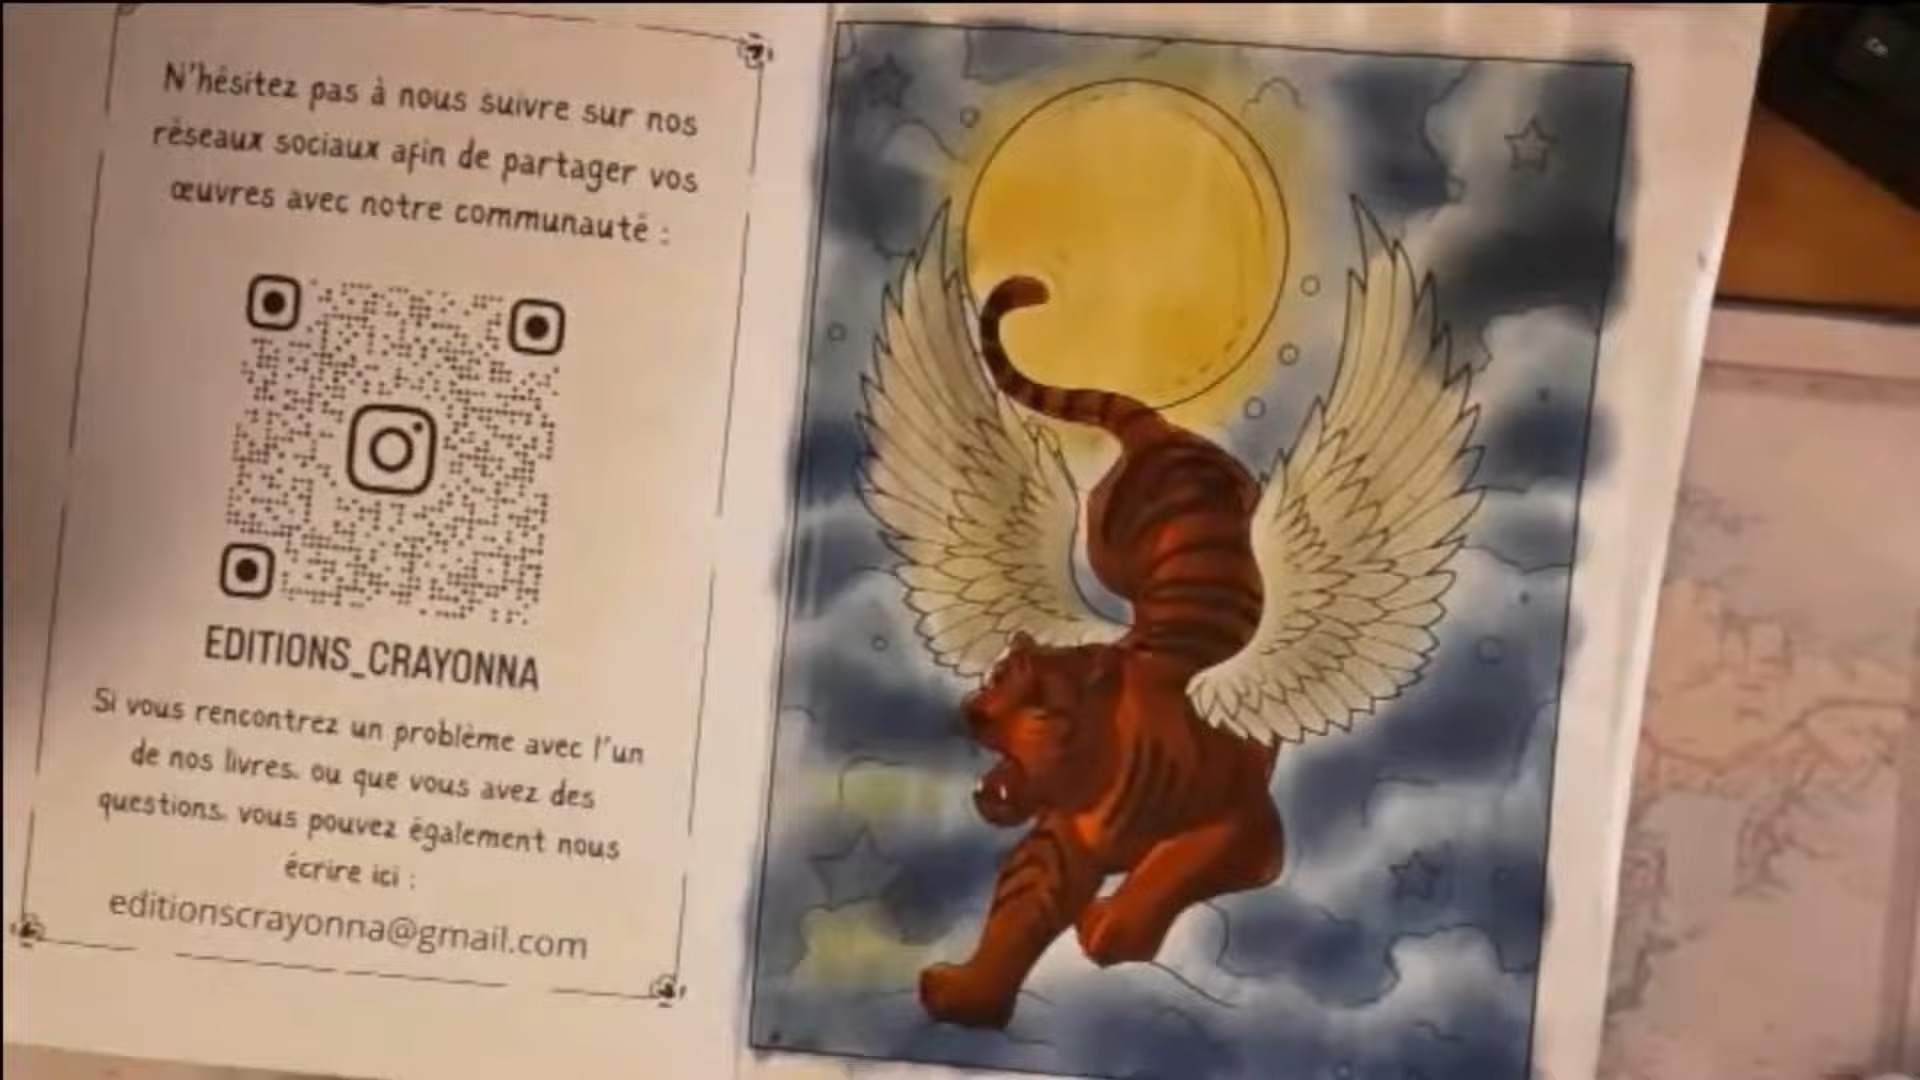 N'hésitez pas à nous suivre sur nos
réseaux sociaux afin de partager vos
œuvres avec notre communauté :
EDITIONS_CRAYONNA
Si vous rencontrez un problème avec l'un
de nos livres, ou que vous avez des
questions, vous pouvez également nous
écrire ici :
editionscrayonna@gmail.com